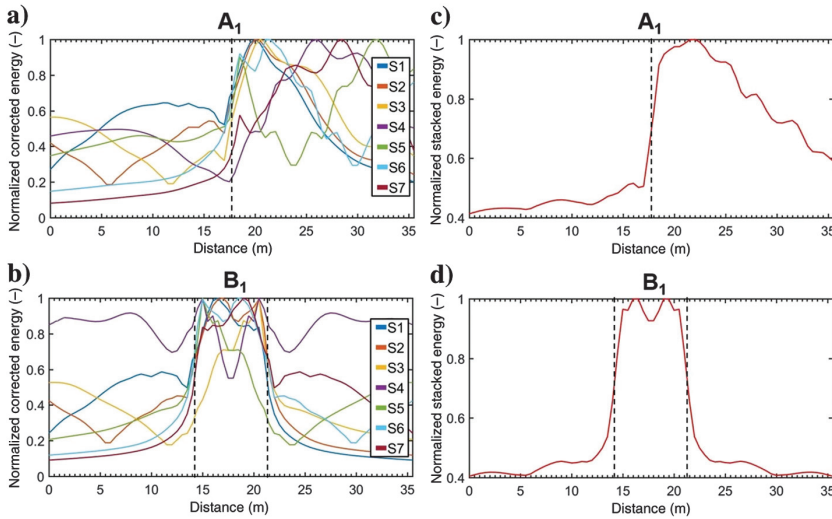 a)
A1
Normalized corrected energy (–)
1
0.8
0.6
0.4
0.2
0
S1
S2
S3
S4
S5
S6
S7
0 5 10 15 20 25 30 35
Distance (m)
c)
A1
Normalized stacked energy (–)
1
0.8
0.6
0.4
0 5 10 15 20 25 30 35
Distance (m)
b)
B1
Normalized corrected energy (–)
1
0.8
0.6
0.4
0.2
0
S1
S2
S3
S4
S5
S6
S7
0 5 10 15 20 25 30 35
Distance (m)
d)
B1
Normalized stacked energy (–)
1
0.8
0.6
0.4
0 5 10 15 20 25 30 35
Distance (m)